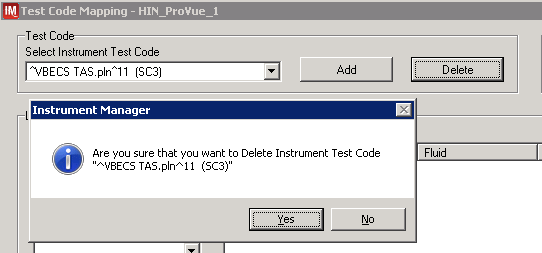 IM Test Code Mapping - HIN_ProVue_1
Test Code
Select Instrument Test Code
^VBECS TAS.pln^11 (SC3)
Add
Delete
Instrument Manager
Are you sure that you want to Delete Instrument Test Code
"^VBECS TAS.pln^11 (SC3)"
Yes
No
Fluid